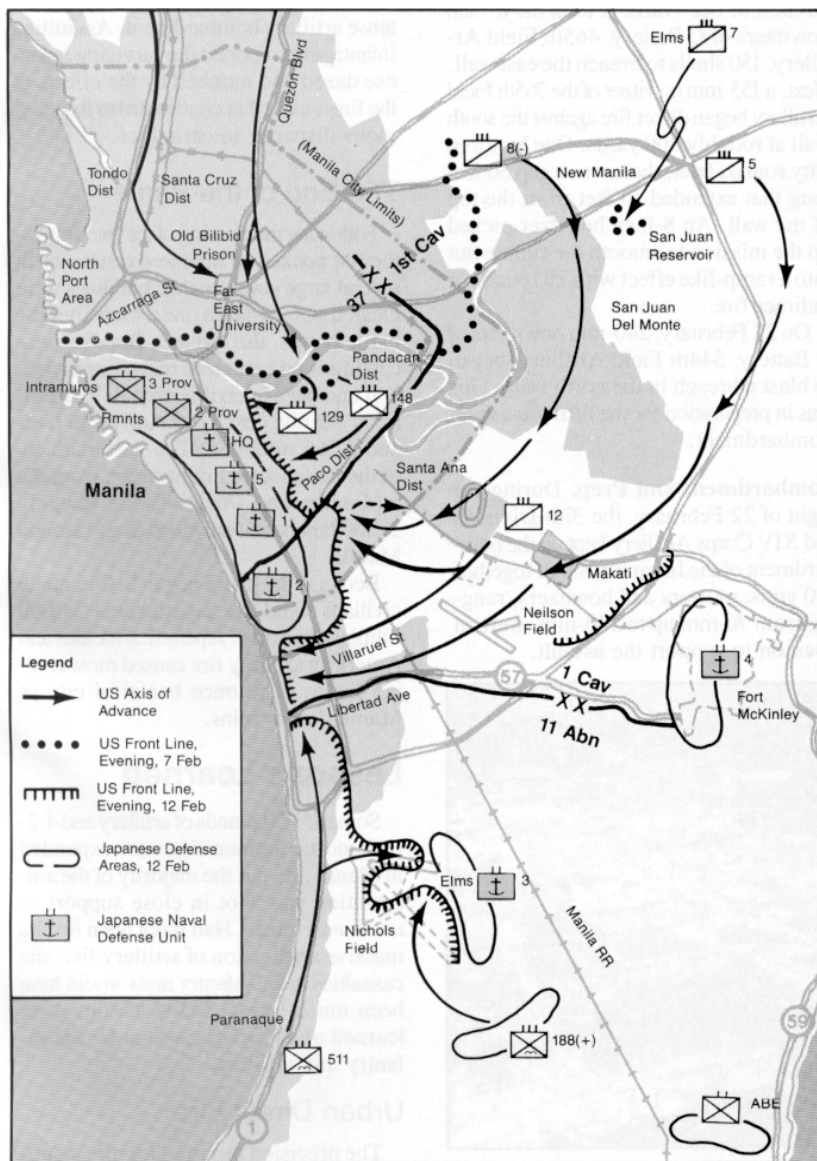 Quezon Blvd
Elms
7
8(-)
5
(Manila City Limits)
New Manila
Tondo
Dist
Santa Cruz
Dist
Old Bilibid
Prison
San Juan
Reservoir
North
Port
Area
Azcarraga St
Far
East
University
37
XX
1st Cav
San Juan
Del Monte
Pandacan
Dist
Intramuros
3 Prov
Rmnts
2 Prov
129
148
HQ
Paco Dist
Santa Ana
Dist
Manila
5
1
12
2
Makati
Neilson
Field
Villaruel St
Legend
57
1 Cav
XX
11 Abn
4
Fort
McKinley
Libertad Ave
US Axis of
Advance
US Front Line,
Evening, 7 Feb
US Front Line,
Evening, 12 Feb
Japanese Defense
Areas, 12 Feb
Elms
3
Japanese Naval
Defense Unit
Nichols
Field
Manila RR
Paranaque
59
511
188(+)
ABE
1